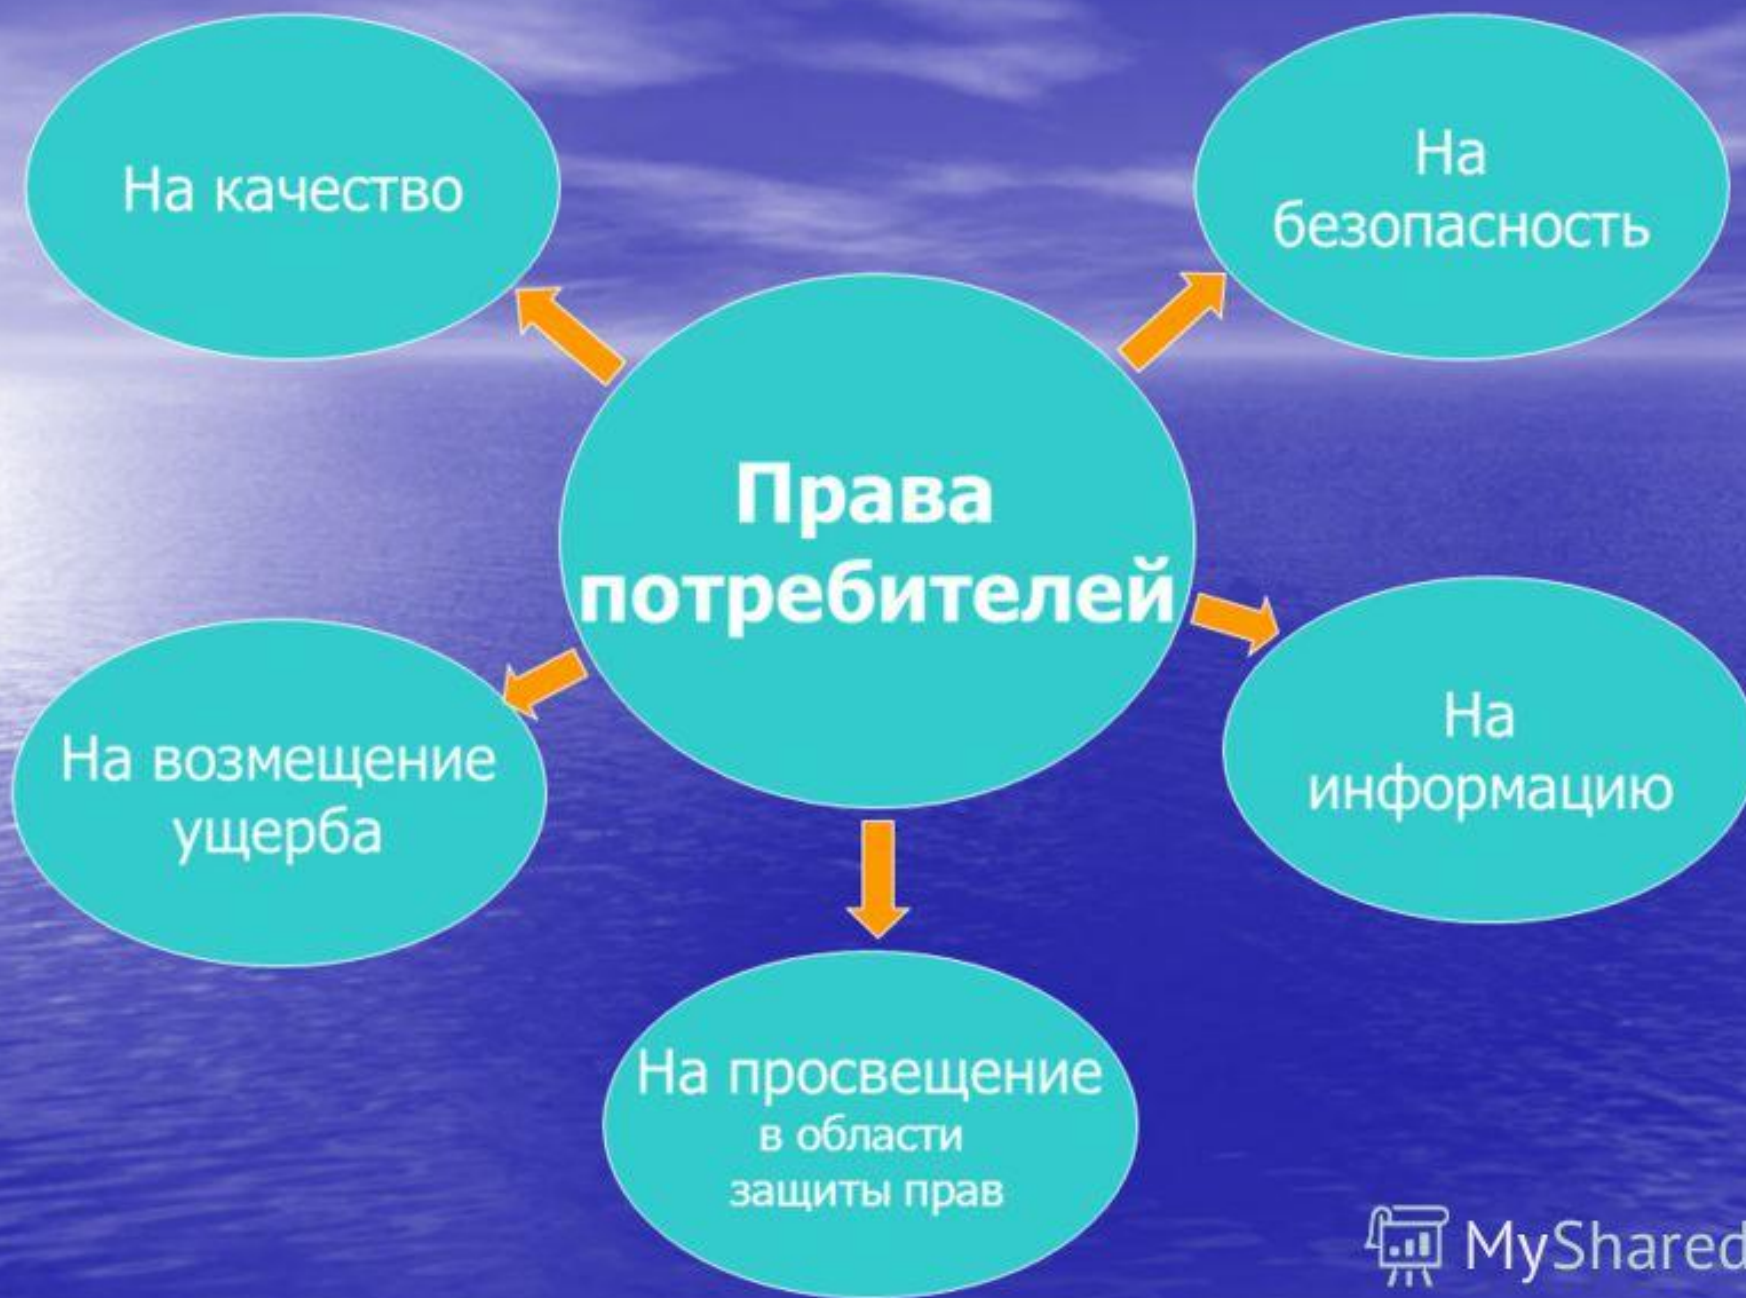 На качество
На
безопасность
Права
потребителей
На возмещение
ущерба
На
информацию
На просвещение
в области
защиты прав
MyShared